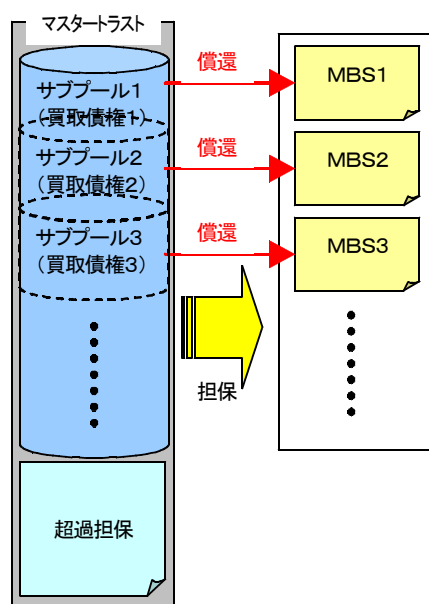 マスタートラスト
サブプール1
(買取債権1)
償還
MBS1
サブプール2
(買取債権2)
償還
MBS2
サブプール3
(買取債権3)
償還
MBS3
担保
超過担保